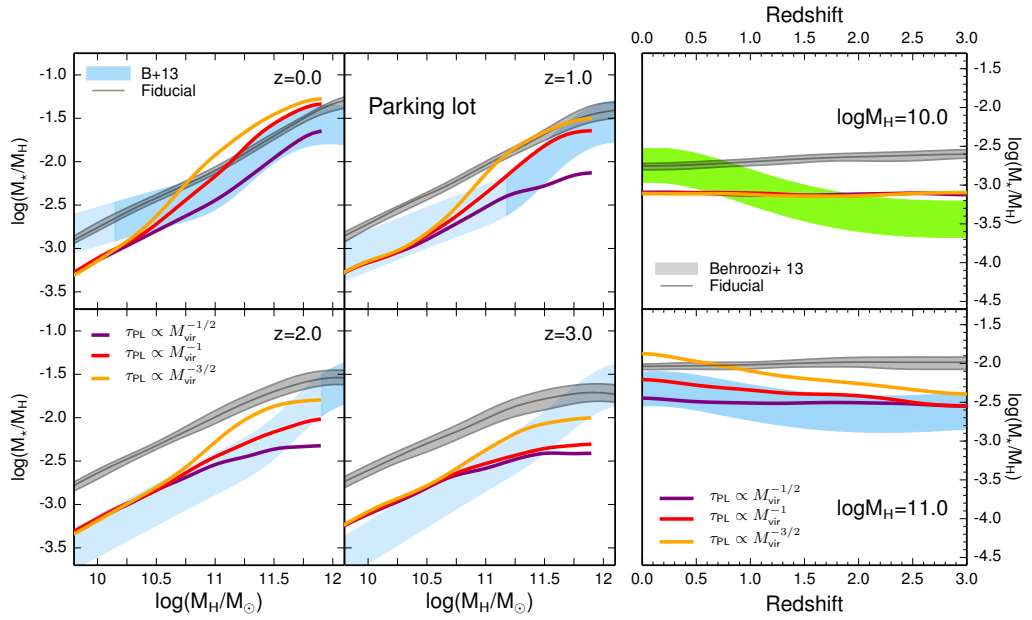 Redshift
0.0 0.5 1.0 1.5 2.0 2.5 3.0
B+13
Fiducial
z=0.0
Parking lot
z=1.0
logM_H=10.0
Behroozi+ 13
Fiducial
-1.0
-1.5
-2.0
-2.5
-3.0
-3.5
log(M_*/M_H)
-1.5
-2.0
-2.5
-3.0
-3.5
-4.0
-4.5
log(M_*/M_H)
τ_PL ∝ M_vir^{-1/2}
τ_PL ∝ M_vir^{-1}
τ_PL ∝ M_vir^{-3/2}
z=2.0
z=3.0
-1.0
-1.5
-2.0
-2.5
-3.0
-3.5
log(M_*/M_H)
τ_PL ∝ M_vir^{-1/2}
τ_PL ∝ M_vir^{-1}
τ_PL ∝ M_vir^{-3/2}
logM_H=11.0
-1.5
-2.0
-2.5
-3.0
-3.5
-4.0
-4.5
log(M_*/M_H)
10 10.5 11 11.5 12
log(M_H/M_⊙)
10 10.5 11 11.5 12
log(M_H/M_⊙)
0.0 0.5 1.0 1.5 2.0 2.5 3.0
Redshift